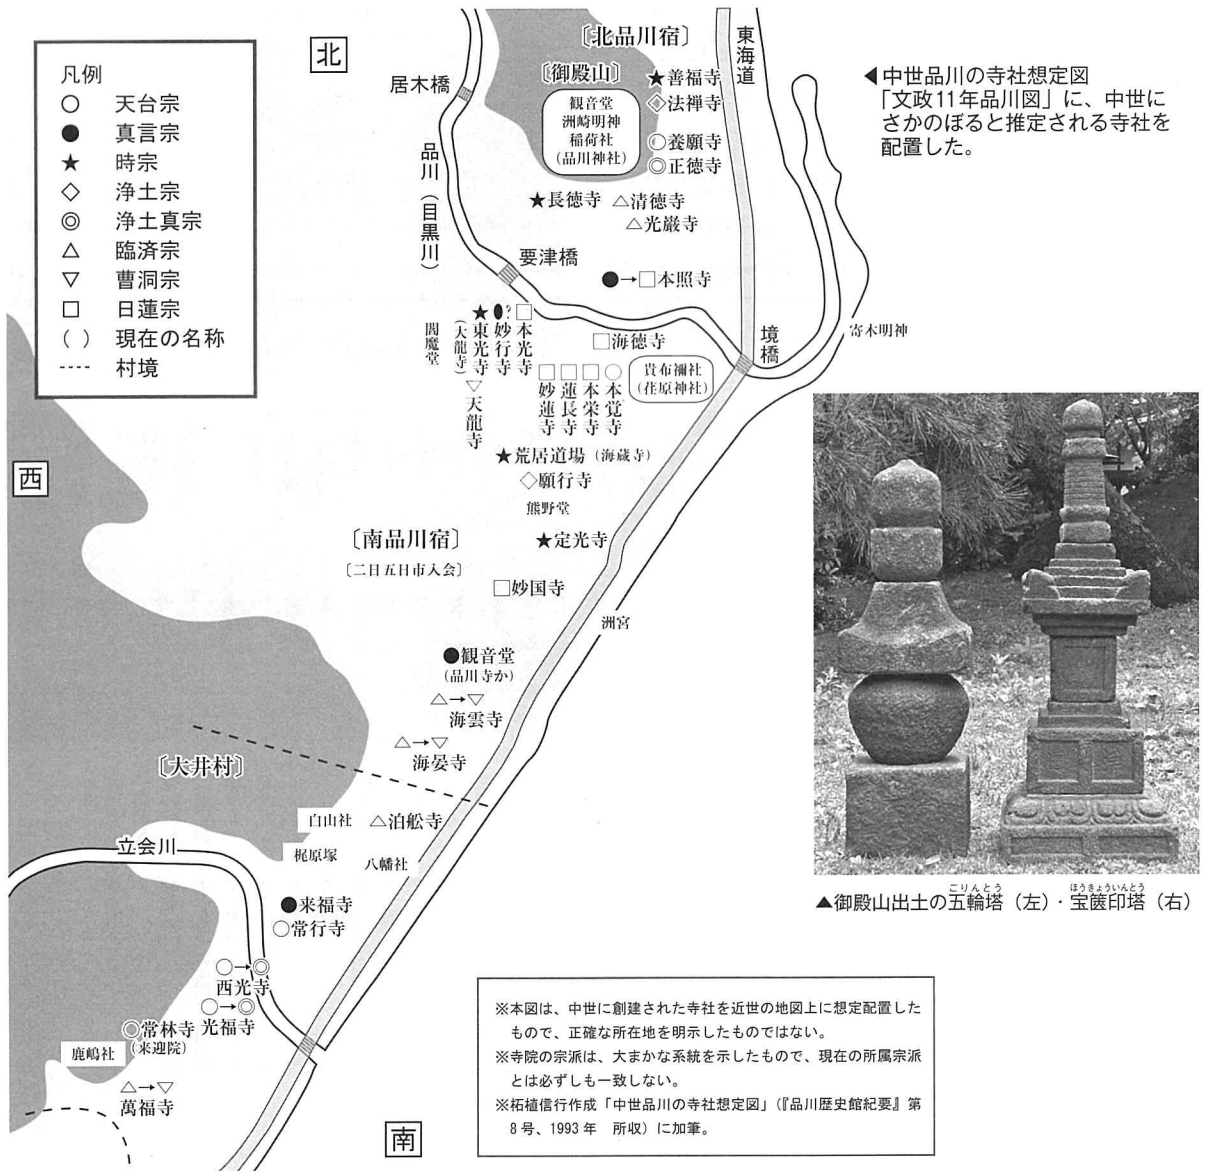 凡例
○ 天台宗
● 真言宗
★ 時宗
◇ 浄土宗
◎ 浄土真宗
△ 臨済宗
▽ 曹洞宗
□ 日蓮宗
( ) 現在の名称
---- 村境
北
西
南
〔北品川宿〕
〔御殿山〕
観音堂
洲崎明神
稲荷社
(品川神社)
★善福寺
◇法禅寺
○養願寺
◎正徳寺
東海道
居木橋
品川（目黒川）
★長徳寺
△清徳寺
△光厳寺
要津橋
●→□本照寺
境橋
寄木明神
閻魔堂
★東光寺
(天龍寺)
●?妙行寺
□本光寺
▽天龍寺
□海徳寺
貴布禰社
(荏原神社)
□妙蓮寺
□蓮長寺
□本栄寺
○本覚寺
★荒居道場（海蔵寺）
◇願行寺
熊野堂
〔南品川宿〕
〔二日五日市入会〕
★定光寺
□妙国寺
洲宮
●観音堂
(品川寺か)
△→▽
海雲寺
△→▽
海晏寺
〔大井村〕
白山社
△泊舩寺
梶原塚
八幡社
立会川
●来福寺
○常行寺
○→◎
西光寺
○→◎
光福寺
◎常林寺
(来迎院)
鹿嶋社
△→▽
萬福寺
◀中世品川の寺社想定図
「文政11年品川図」に、中世に
さかのぼると推定される寺社を
配置した。
▲御殿山出土の五輪塔（左）・宝篋印塔（右）
ごりんとう
ほうきょういんとう
※本図は、中世に創建された寺社を近世の地図上に想定配置した
もので、正確な所在地を明示したものではない。
※寺院の宗派は、大まかな系統を示したもので、現在の所属宗派
とは必ずしも一致しない。
※柘植信行作成「中世品川の寺社想定図」（『品川歴史館紀要』第
8号、1993年　所収）に加筆。